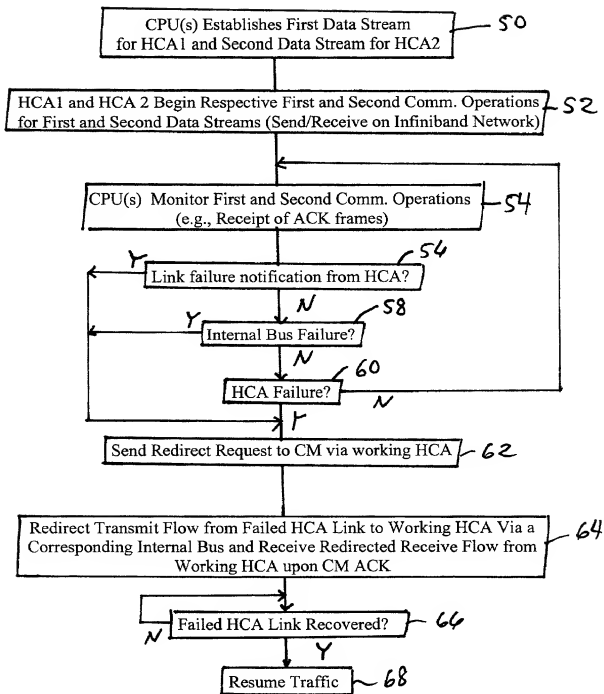 CPU(s) Establishes First Data Stream
for HCA1 and Second Data Stream for HCA2
50
HCA1 and HCA 2 Begin Respective First and Second Comm. Operations
for First and Second Data Streams (Send/Receive on Infiniband Network)
52
CPU(s) Monitor First and Second Comm. Operations
(e.g., Receipt of ACK frames)
54
Y
Link failure notification from HCA?
54
N
Y
Internal Bus Failure?
58
N
HCA Failure?
60
N
Y
Send Redirect Request to CM via working HCA
62
Redirect Transmit Flow from Failed HCA Link to Working HCA Via a
Corresponding Internal Bus and Receive Redirected Receive Flow from
Working HCA upon CM ACK
64
N
Failed HCA Link Recovered?
66
Y
Resume Traffic
68